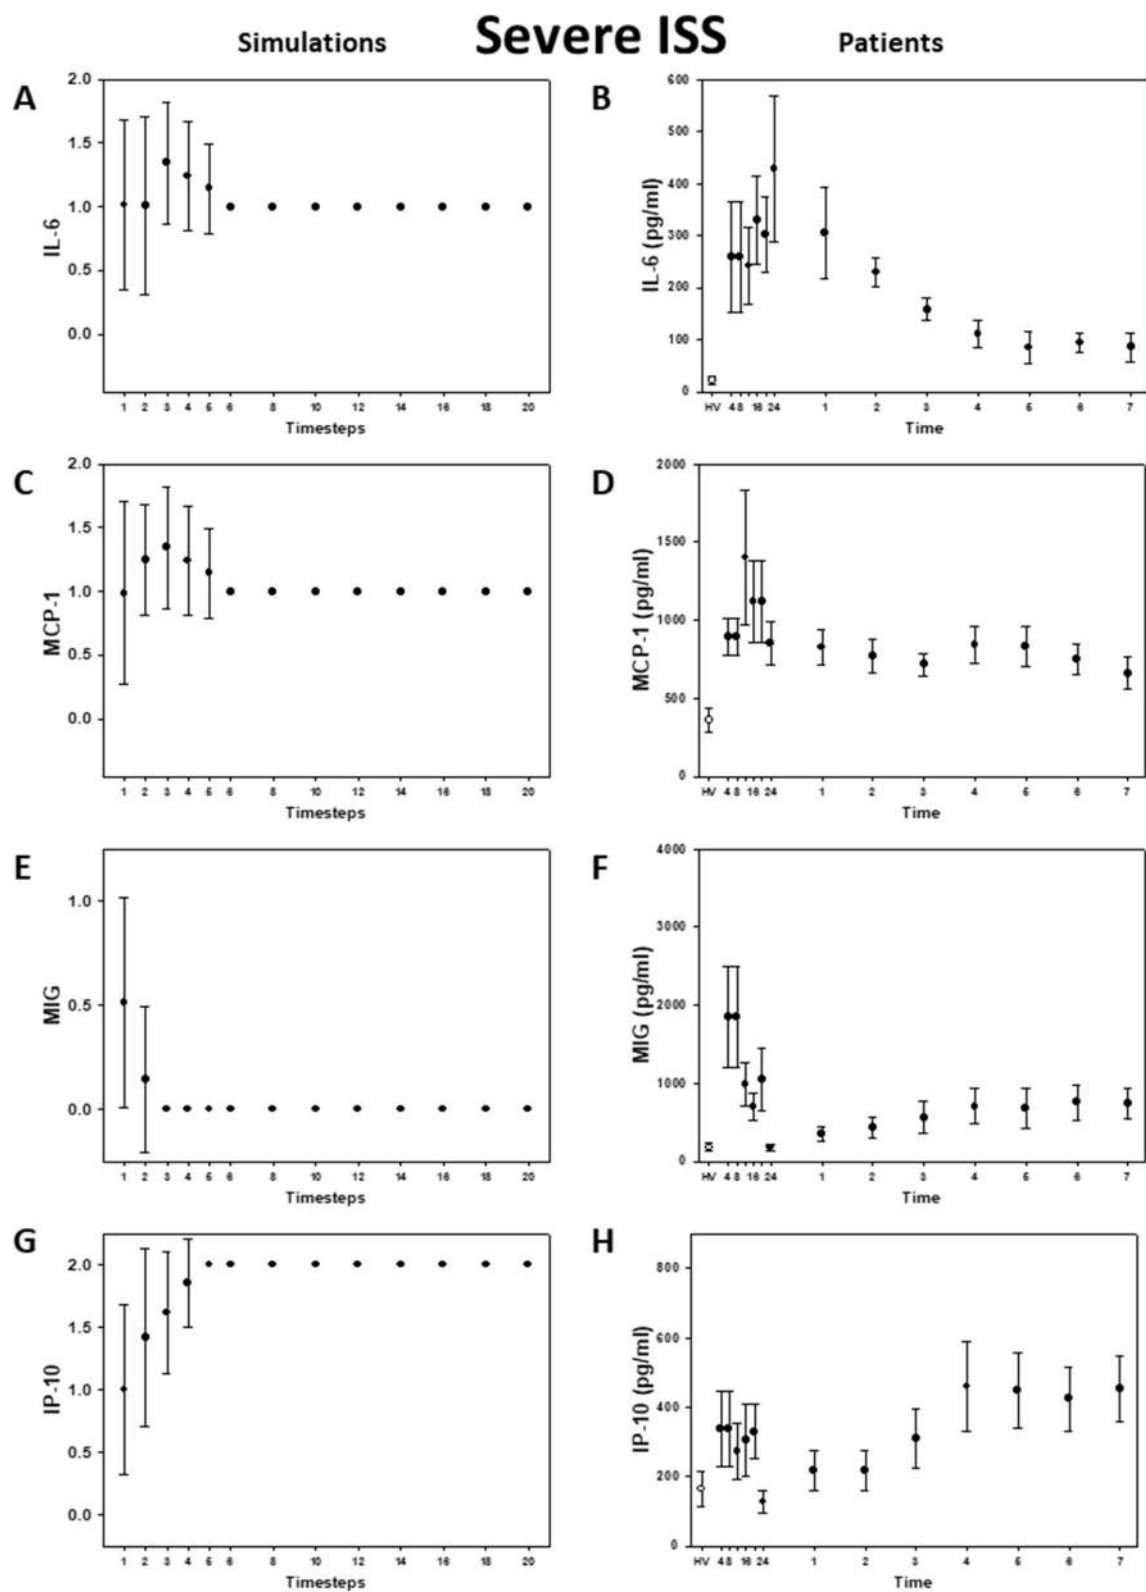 Simulations Severe ISS Patients
A
2.0
1.5
1.0
0.5
0.0
IL-6
1 2 3 4 5 6 8 10 12 14 16 18 20
Timesteps
B
600
500
400
300
200
100
0
IL-6 (pg/ml)
HV 4 8 16 24 1 2 3 4 5 6 7
Time
C
2.0
1.5
1.0
0.5
0.0
MCP-1
1 2 3 4 5 6 8 10 12 14 16 18 20
Timesteps
D
2000
1500
1000
500
0
MCP-1 (pg/ml)
HV 4 8 16 24 1 2 3 4 5 6 7
Time
E
1.0
0.5
0.0
MIG
1 2 3 4 5 6 8 10 12 14 16 18 20
Timesteps
F
4000
3000
2000
1000
0
MIG (pg/ml)
HV 4 8 16 24 1 2 3 4 5 6 7
Time
G
2.0
1.5
1.0
0.5
0.0
IP-10
1 2 3 4 5 6 8 10 12 14 16 18 20
Timesteps
H
800
600
400
200
0
IP-10 (pg/ml)
HV 4 8 16 24 1 2 3 4 5 6 7
Time